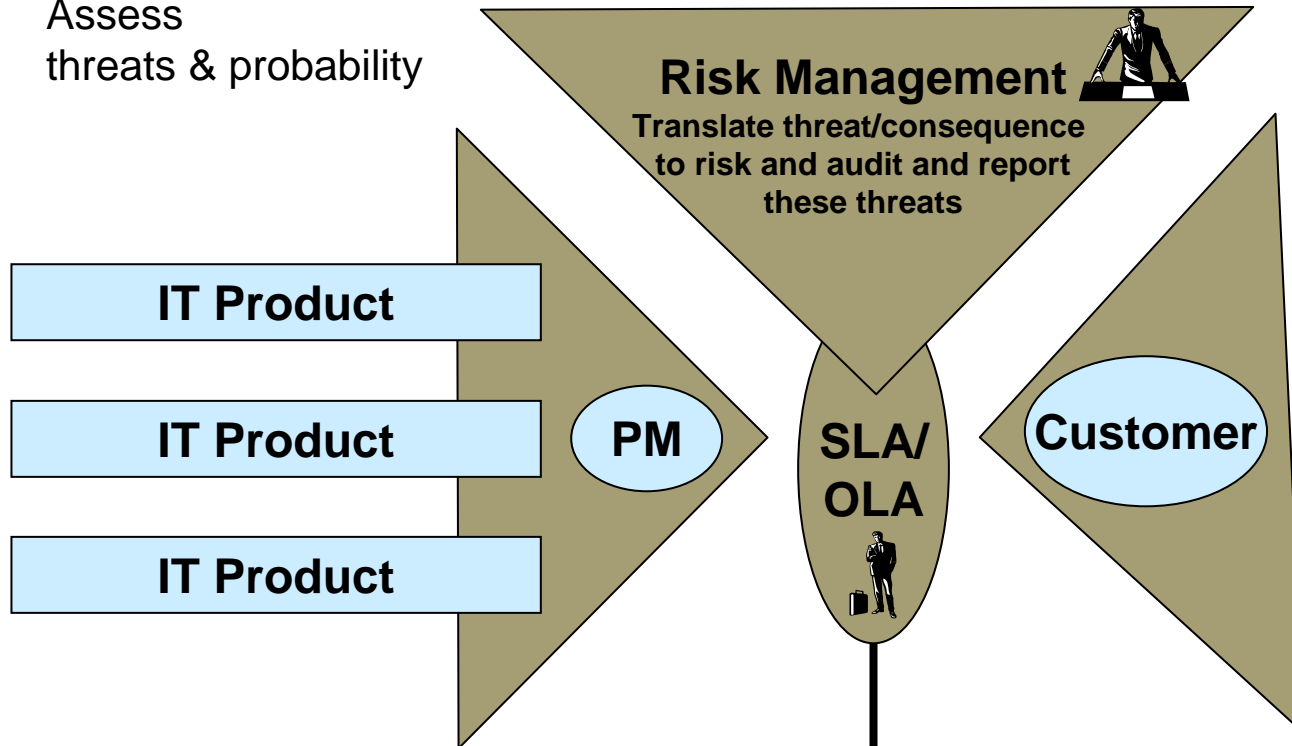 Assess
threats & probability
Risk Management
Translate threat/consequence
to risk and audit and report
these threats
IT Product
IT Product
IT Product
PM
SLA/
OLA
Customer